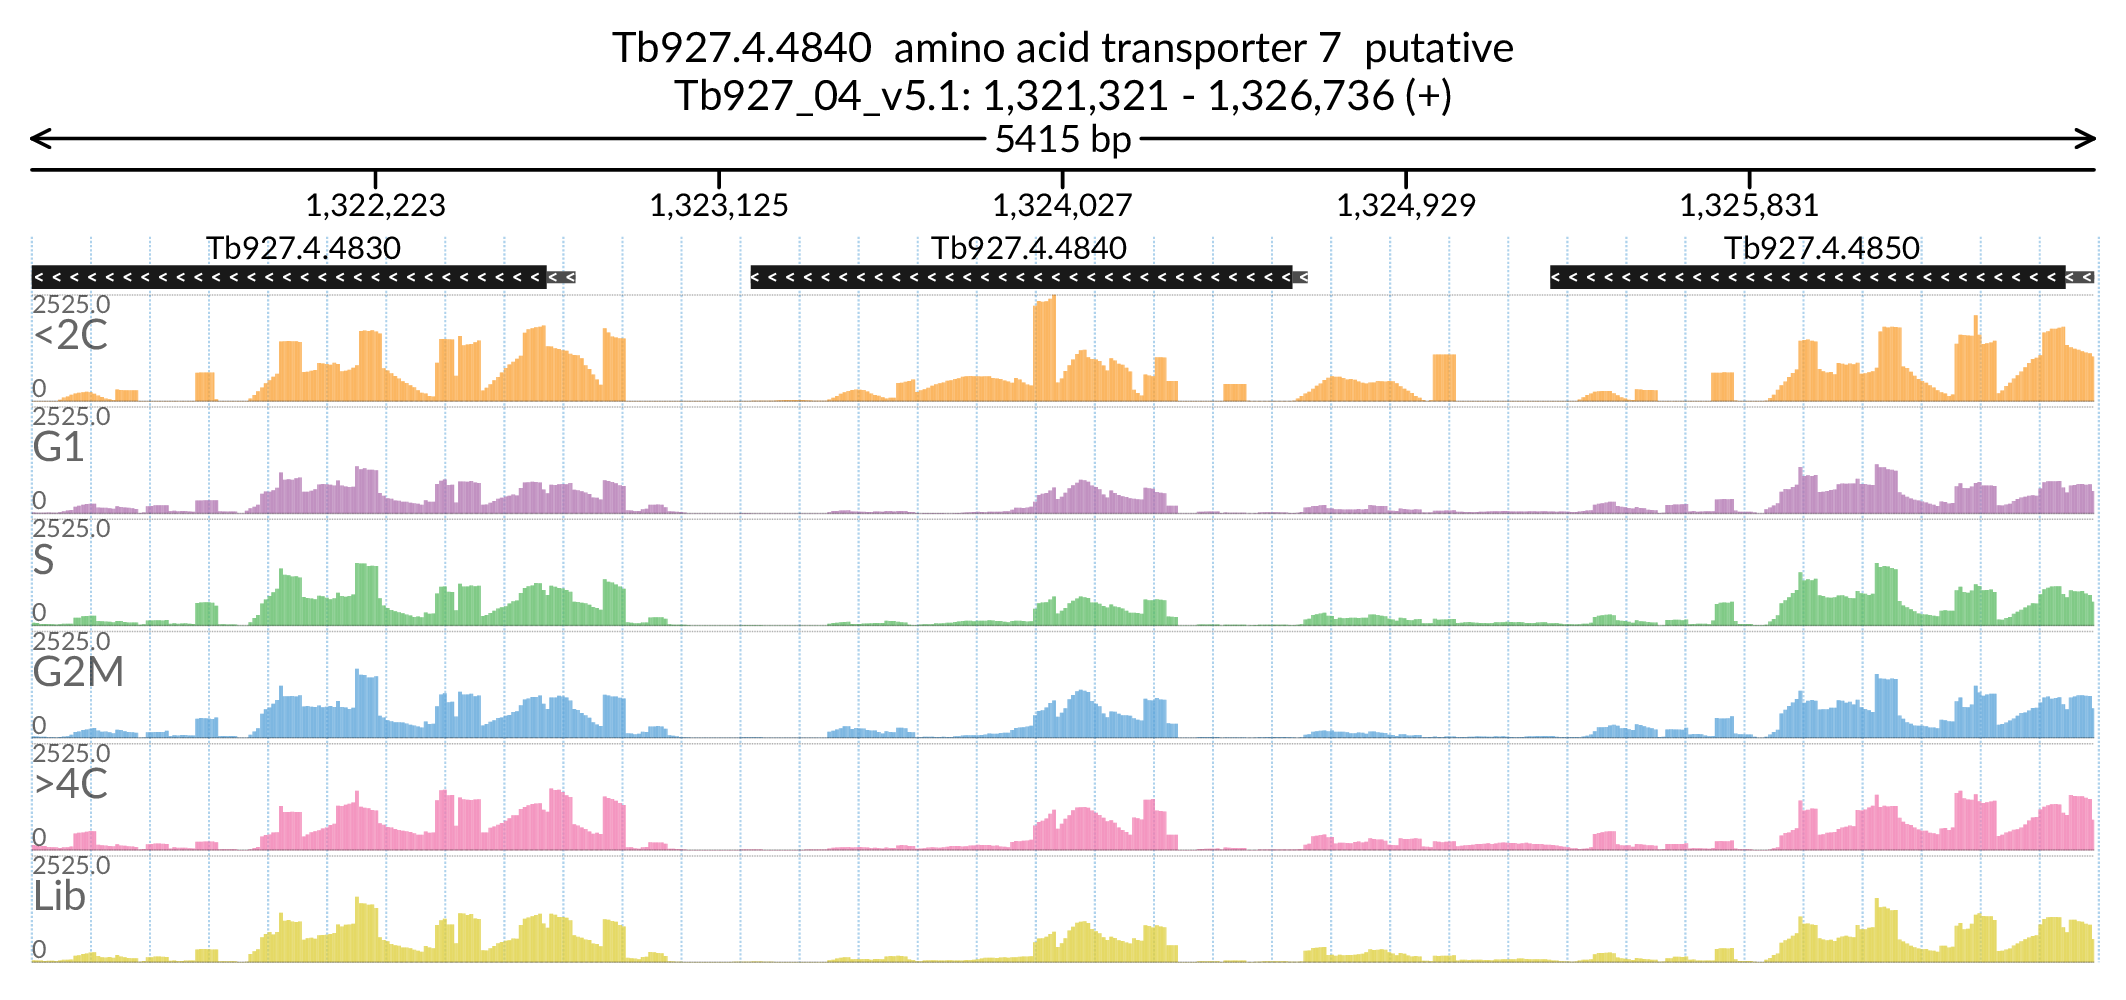 Tb927.4.4840  amino acid transporter 7  putative
Tb927_04_v5.1: 1,321,321 - 1,326,736 (+)
5415 bp
1,322,223 1,323,125 1,324,027 1,324,929 1,325,831
Tb927.4.4830 Tb927.4.4840 Tb927.4.4850
2525.0
<2C
0
2525.0
G1
0
2525.0
S
0
2525.0
G2M
0
2525.0
>4C
0
2525.0
Lib
0